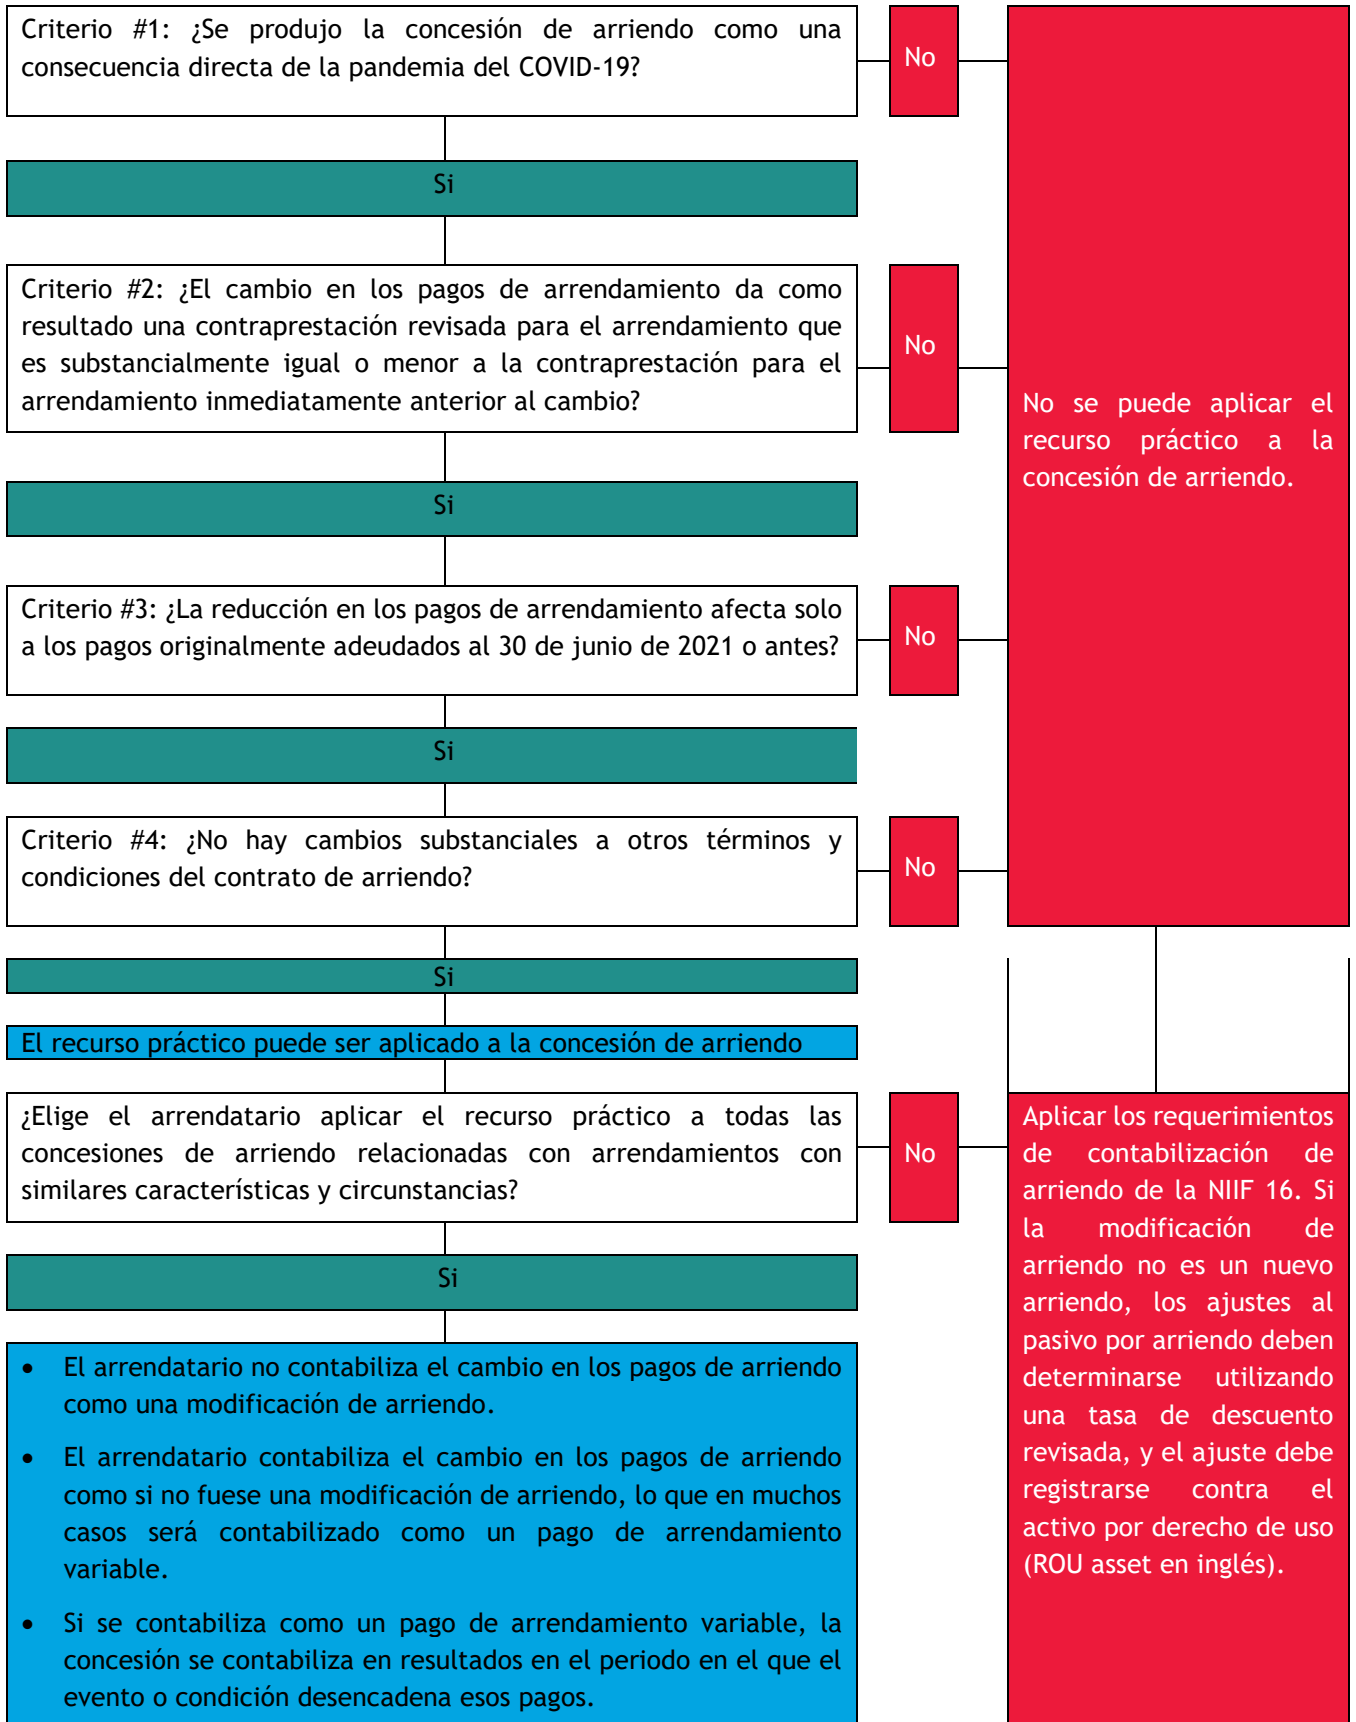 Criterio #1: ¿Se produjo la concesión de arriendo como una
consecuencia directa de la pandemia del COVID-19?
No
Si
Criterio #2: ¿El cambio en los pagos de arrendamiento da como
resultado una contraprestación revisada para el arrendamiento que
es substancialmente igual o menor a la contraprestación para el
arrendamiento inmediatamente anterior al cambio?
No
No se puede aplicar el
recurso práctico a la
concesión de arriendo.
Si
Criterio #3: ¿La reducción en los pagos de arrendamiento afecta solo
a los pagos originalmente adeudados al 30 de junio de 2021 o antes?
No
Si
Criterio #4: ¿No hay cambios substanciales a otros términos y
condiciones del contrato de arriendo?
No
Si
El recurso práctico puede ser aplicado a la concesión de arriendo
¿Elige el arrendatario aplicar el recurso práctico a todas las
concesiones de arriendo relacionadas con arrendamientos con
similares características y circunstancias?
No
Aplicar los requerimientos
de contabilización de
arriendo de la NIIF 16. Si
la modificación de
arriendo no es un nuevo
arriendo, los ajustes al
pasivo por arriendo deben
determinarse utilizando
una tasa de descuento
revisada, y el ajuste debe
registrarse contra el
activo por derecho de uso
(ROU asset en inglés).
Si
• El arrendatario no contabiliza el cambio en los pagos de arriendo
como una modificación de arriendo.
• El arrendatario contabiliza el cambio en los pagos de arriendo
como si no fuese una modificación de arriendo, lo que en muchos
casos será contabilizado como un pago de arrendamiento
variable.
• Si se contabiliza como un pago de arrendamiento variable, la
concesión se contabiliza en resultados en el periodo en el que el
evento o condición desencadena esos pagos.